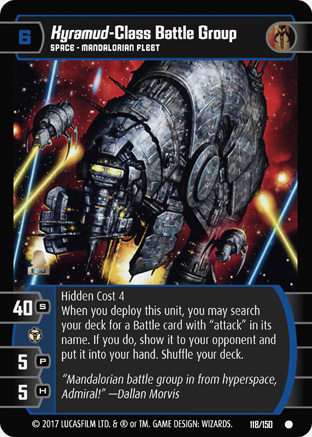 6
Kyramud-Class Battle Group
SPACE - MANDALORIAN FLEET
40 S
5 P
5 H
Hidden Cost 4
When you deploy this unit, you may search
your deck for a Battle card with “attack” in its
name. If you do, show it to your opponent and
put it into your hand. Shuffle your deck.
“Mandalorian battle group in from hyperspace,
Admiral!” —Dallan Morvis
© 2017 LUCASFILM LTD. & ® OR TM. GAME DESIGN: WIZARDS. 118/150